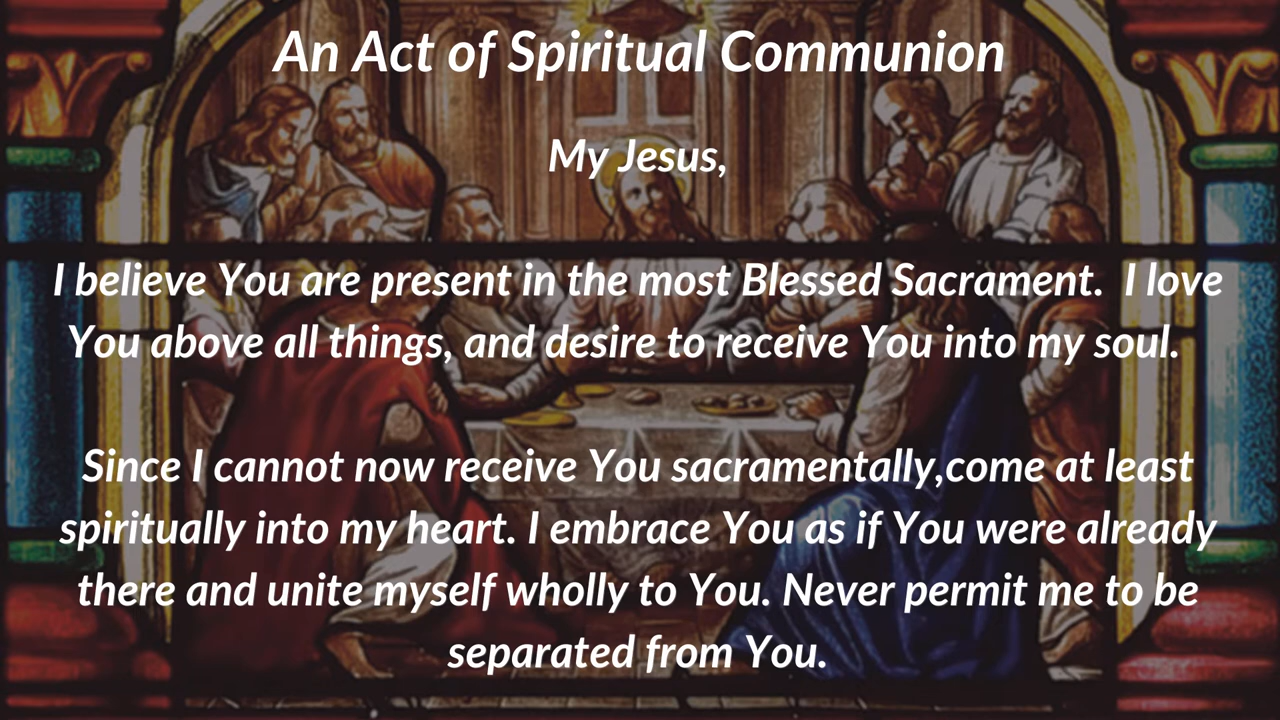 An Act of Spiritual Communion
My Jesus,
I believe You are present in the most Blessed Sacrament.  I love
You above all things, and desire to receive You into my soul.
Since I cannot now receive You sacramentally,come at least
spiritually into my heart. I embrace You as if You were already
there and unite myself wholly to You. Never permit me to be
separated from You.